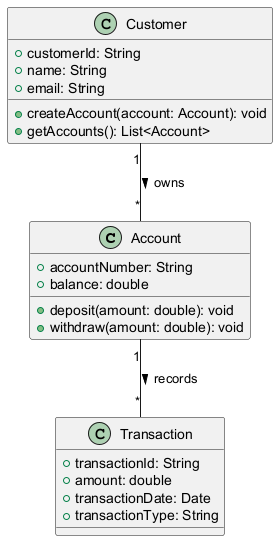 C Customer
customerId: String
name: String
email: String
createAccount(account: Account): void
getAccounts(): List<Account>
1
owns
*
C Account
accountNumber: String
balance: double
deposit(amount: double): void
withdraw(amount: double): void
1
records
*
C Transaction
transactionId: String
amount: double
transactionDate: Date
transactionType: String